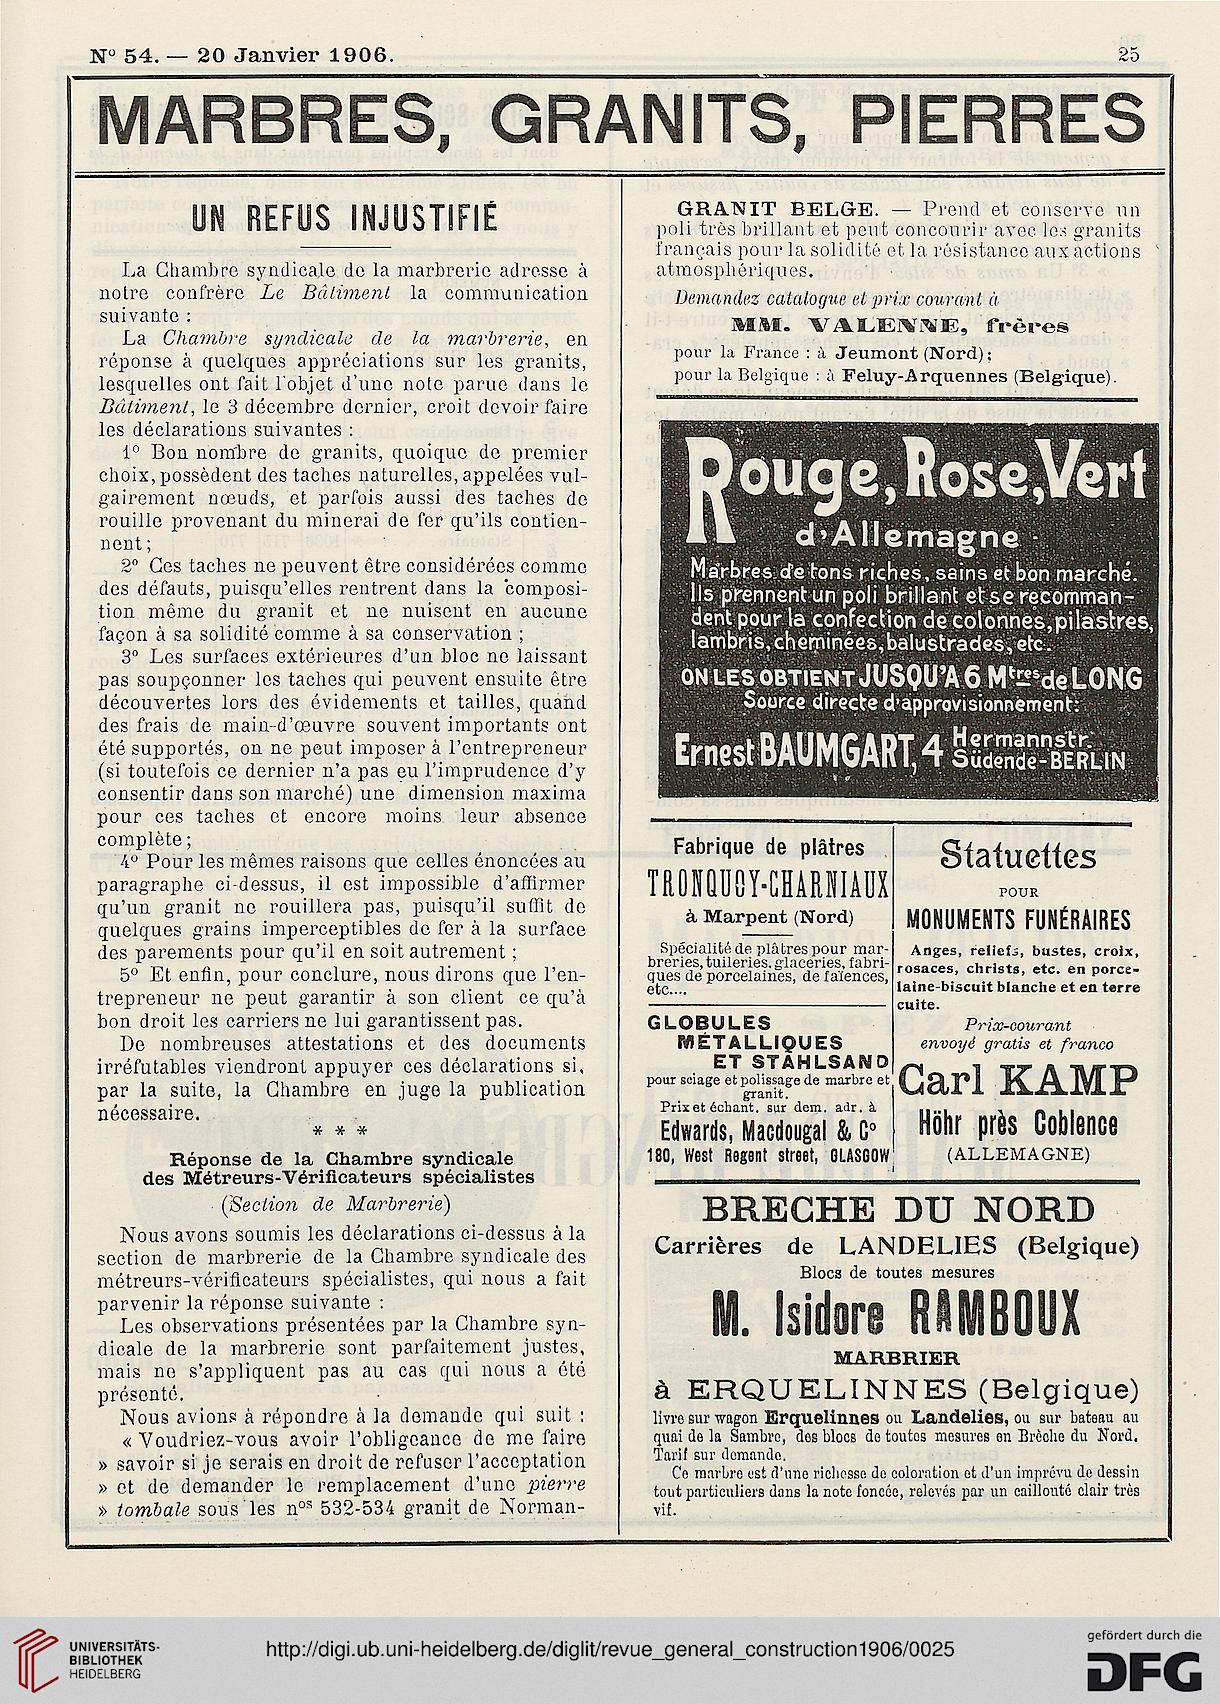 N° 54. — 20 Janvier 1906.
25
MARBRES, GRANITS, PIERRES
UN REFUS INJUSTIFIÉ
La Chambre syndicale de la marbrerie adresse à
notre confrère Le Bâtiment la communication
suivante :
La Chambre syndicale de la marbrerie, en
réponse à quelques appréciations sur les granits,
lesquelles ont fait l'objet d'une note parue dans le
Bâtiment, le 3 décembre dernier, croit devoir faire
les déclarations suivantes :
1° Bon nombre de granits, quoique de premier
choix, possèdent des taches naturelles, appelées vul-
gairement nœuds, et parfois aussi des taches de
rouille provenant du minerai de fer qu'ils contien-
nent ;
2° Ces taches ne peuvent être considérées comme
des défauts, puisqu'elles rentrent dans la composi-
tion même du granit et ne nuisent en aucune
façon à sa solidité comme à sa conservation ;
3° Les surfaces extérieures d'un bloc ne laissant
pas soupçonner les taches qui peuvent ensuite être
découvertes lors des évidements et tailles, quand
des frais de main-d'œuvre souvent importants ont
été supportés, on ne peut imposer à l'entrepreneur
(si toutefois ce dernier n'a pas eu l'imprudence d'y
consentir dans son marché) une dimension maxima
pour ces taches et encore moins leur absence
complète ;
4° Pour les mêmes raisons que celles énoncées au
paragraphe ci-dessus, il est impossible d'affirmer
qu'un granit ne rouillera pas, puisqu'il suffit de
quelques grains imperceptibles de fer à la surface
des parements pour qu'il en soit autrement ;
5° Et enfin, pour conclure, nous dirons que l'en-
trepreneur ne peut garantir à son client ce qu'à
bon droit les carriers ne lui garantissent pas.
De nombreuses attestations et des documents
irréfutables viendront appuyer ces déclarations si,
par la suite, la Chambre en juge la publication
nécessaire.
* * *
Réponse de la Chambre syndicale
des Métreurs-Vérificateurs spécialistes
(Section de Marbrerie)
Nous avons soumis les déclarations ci-dessus à la
section de marbrerie de la Chambre syndicale des
métreurs-vérificateurs spécialistes, qui nous a fait
parvenir la réponse suivante :
Les observations présentées par la Chambre syn-
dicale de la marbrerie sont parfaitement justes,
mais ne s'appliquent pas au cas qui nous a été
présenté.
Nous avions à répondre à la demande qui suit :
« Voudriez-vous avoir l'obligeance de me faire
» savoir si je serais en droit de refuser l'acceptation
» et de demander le remplacement d'une pierre
» tombale sous les nos 532-534 granit de Norman-
GRANIT BELGE. — Prend et conserve un
poli très brillant et peut concourir avec les granits
français pour la solidité et la résistance aux actions
atmosphériques.
Demandez catalogue et prix courant à
MM. VALENNE, frères
pour la France : à Jeumont (Nord) ;
pour la Belgique : à Feluy-Arquennes (Belgique).
Rouge, Rose, Vert
d'Allemagne
Marbres de tons riches, sains et bon marché.
Ils prennent un poli brillant et se recomman-
dent pour la confection de colonnes, pilastres,
lambris, cheminées, balustrades, etc.
ON LES OBTIENT JUSQU'A 6 Mtres de LONG
Source directe d'approvisionnement:
Ernest BAUMGART, 4 Hermannstr.
Südende-BERLIN
Fabrique de plâtres
TRONQUOY-CHARNIAUX
à Marpent (Nord)
Spécialité de plâtres pour mar-
breries, tuileries, glaceries, fabri-
ques de porcelaines, de faïences,
etc....
GLOBULES
MÉTALLIQUES
ET STAHLSAND
pour sciage et polissage de marbre et
granit.
Prix et échant. sur dem. adr. à
Edwards, Macdougal & C°
180, West Regent street, GLASGOW
Statuettes
POUR
MONUMENTS FUNÉRAIRES
Anges, reliefs, bustes, croix,
rosaces, christs, etc. en porce-
laine-biscuit blanche et en terre
cuite.
Prix-courant
envoyé gratis et franco
Carl KAMP
Höhr près Coblence
(ALLEMAGNE)
BRECHE DU NORD
Carrières de LANDELIES (Belgique)
Blocs de toutes mesures
M. Isidore RAMBOUX
MARBRIER
à ERQUELINNES (Belgique)
livre sur wagon Erquelinnes ou Landelies, ou sur bateau au
quai de la Sambre, des blocs de toutes mesures en Brèche du Nord.
Tarif sur demande.
Ce marbre est d'une richesse de coloration et d'un imprévu de dessin
tout particuliers dans la note foncée, relevés par un caillouté clair très
vif.
UNIVERSITÄTS-
BIBLIOTHEK
HEIDELBERG
http://digi.ub.uni-heidelberg.de/diglit/revue_general_construction1906/0025
gefördert durch die
DFG